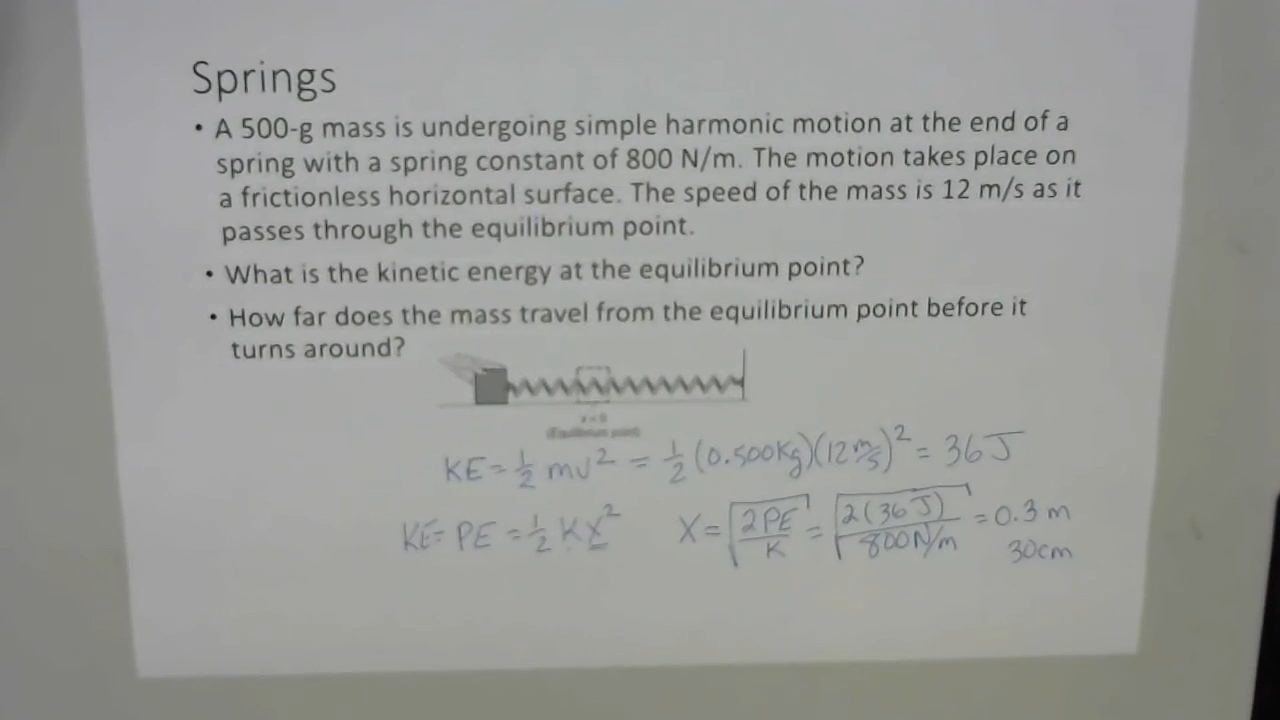 Springs
• A 500-g mass is undergoing simple harmonic motion at the end of a
spring with a spring constant of 800 N/m. The motion takes place on
a frictionless horizontal surface. The speed of the mass is 12 m/s as it
passes through the equilibrium point.
• What is the kinetic energy at the equilibrium point?
• How far does the mass travel from the equilibrium point before it
turns around?
x = 0
(Equilibrium point)
KE = 1/2 mv² = 1/2 (0.500Kg)(12 m/s)² = 36 J
KE = PE = 1/2 Kx² X = √(2PE/K) = √(2(36 J)/800N/m) = 0.3 m
30cm